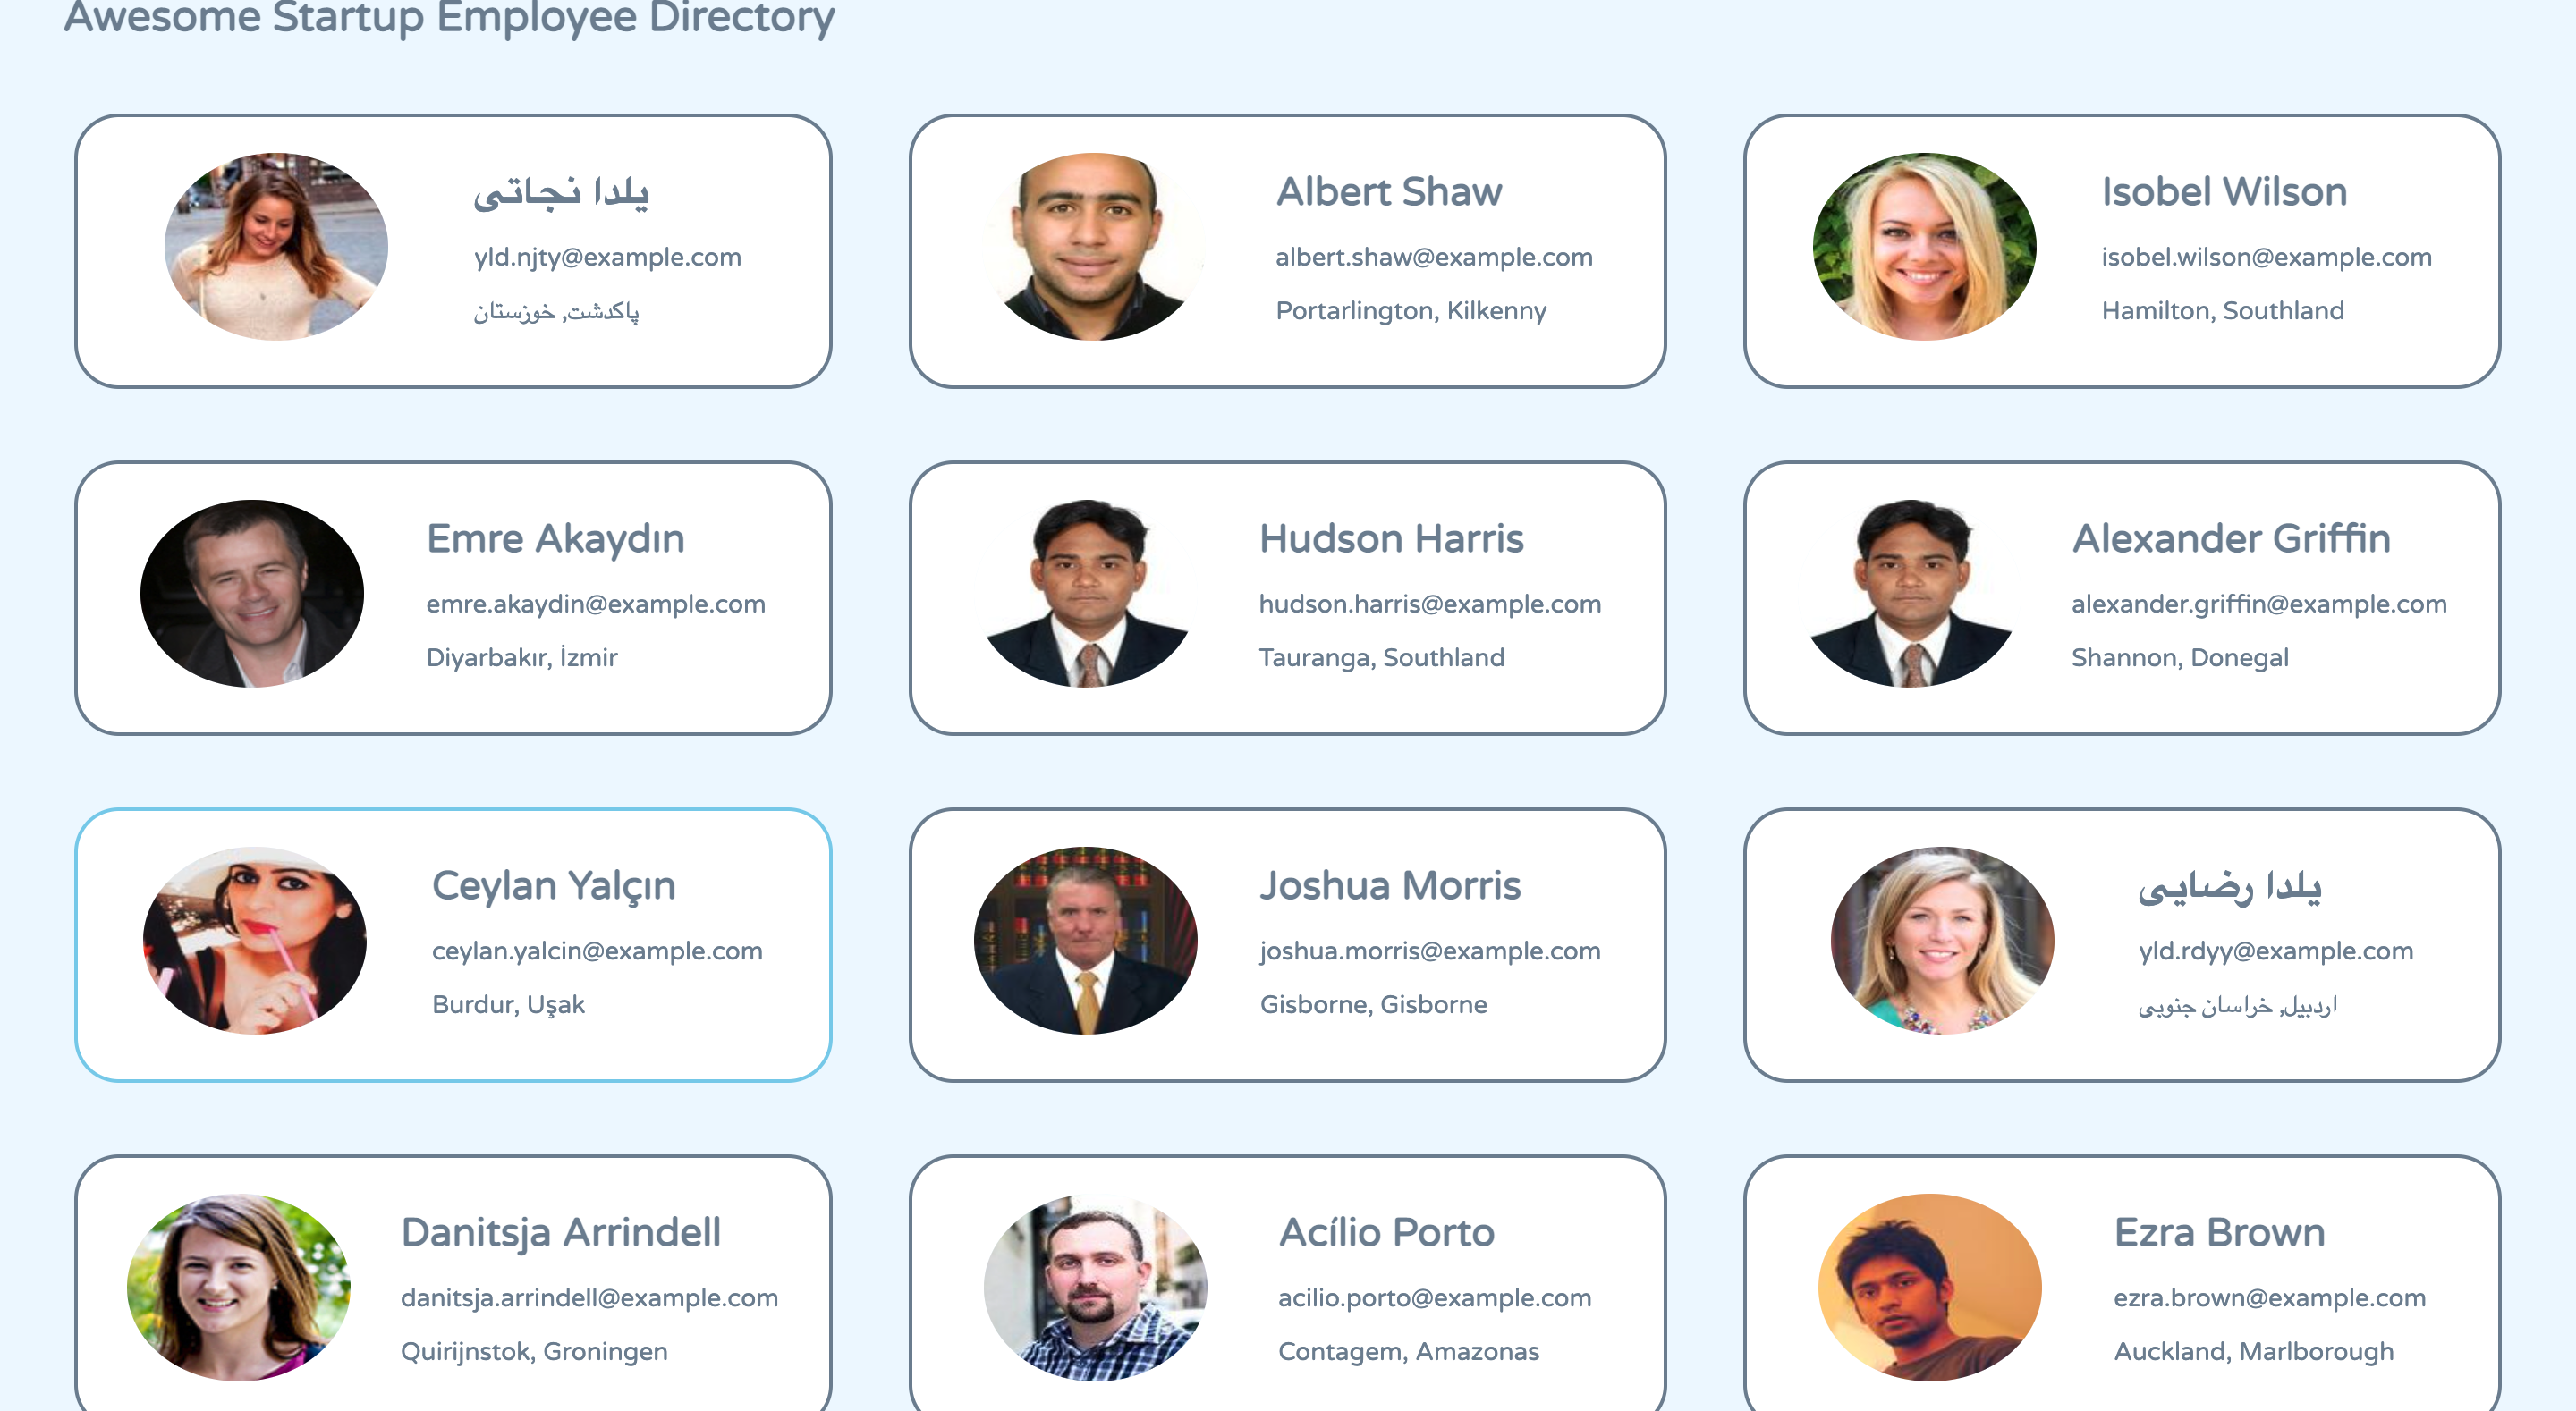 Awesome Startup Employee Directory
یلدا نجاتی
yld.njty@example.com
پاکدشت, خوزستان
Albert Shaw
albert.shaw@example.com
Portarlington, Kilkenny
Isobel Wilson
isobel.wilson@example.com
Hamilton, Southland
Emre Akaydın
emre.akaydin@example.com
Diyarbakır, İzmir
Hudson Harris
hudson.harris@example.com
Tauranga, Southland
Alexander Griffin
alexander.griffin@example.com
Shannon, Donegal
Ceylan Yalçın
ceylan.yalcin@example.com
Burdur, Uşak
Joshua Morris
joshua.morris@example.com
Gisborne, Gisborne
یلدا رضایی
yld.rdyy@example.com
اردبیل, خراسان جنوبی
Danitsja Arrindell
danitsja.arrindell@example.com
Quirijnstok, Groningen
Acílio Porto
acilio.porto@example.com
Contagem, Amazonas
Ezra Brown
ezra.brown@example.com
Auckland, Marlborough